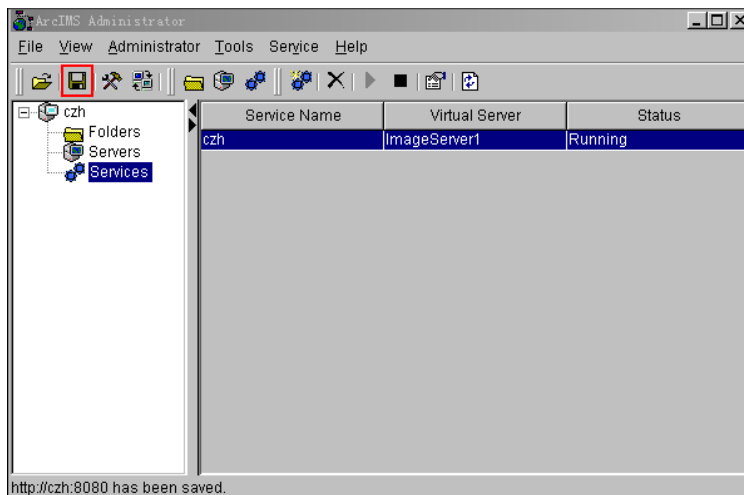 ArcIMS Administrator
File View Administrator Tools Service Help
czh
Folders
Servers
Services
Service Name Virtual Server Status
czh ImageServer1 Running
http://czh:8080 has been saved.